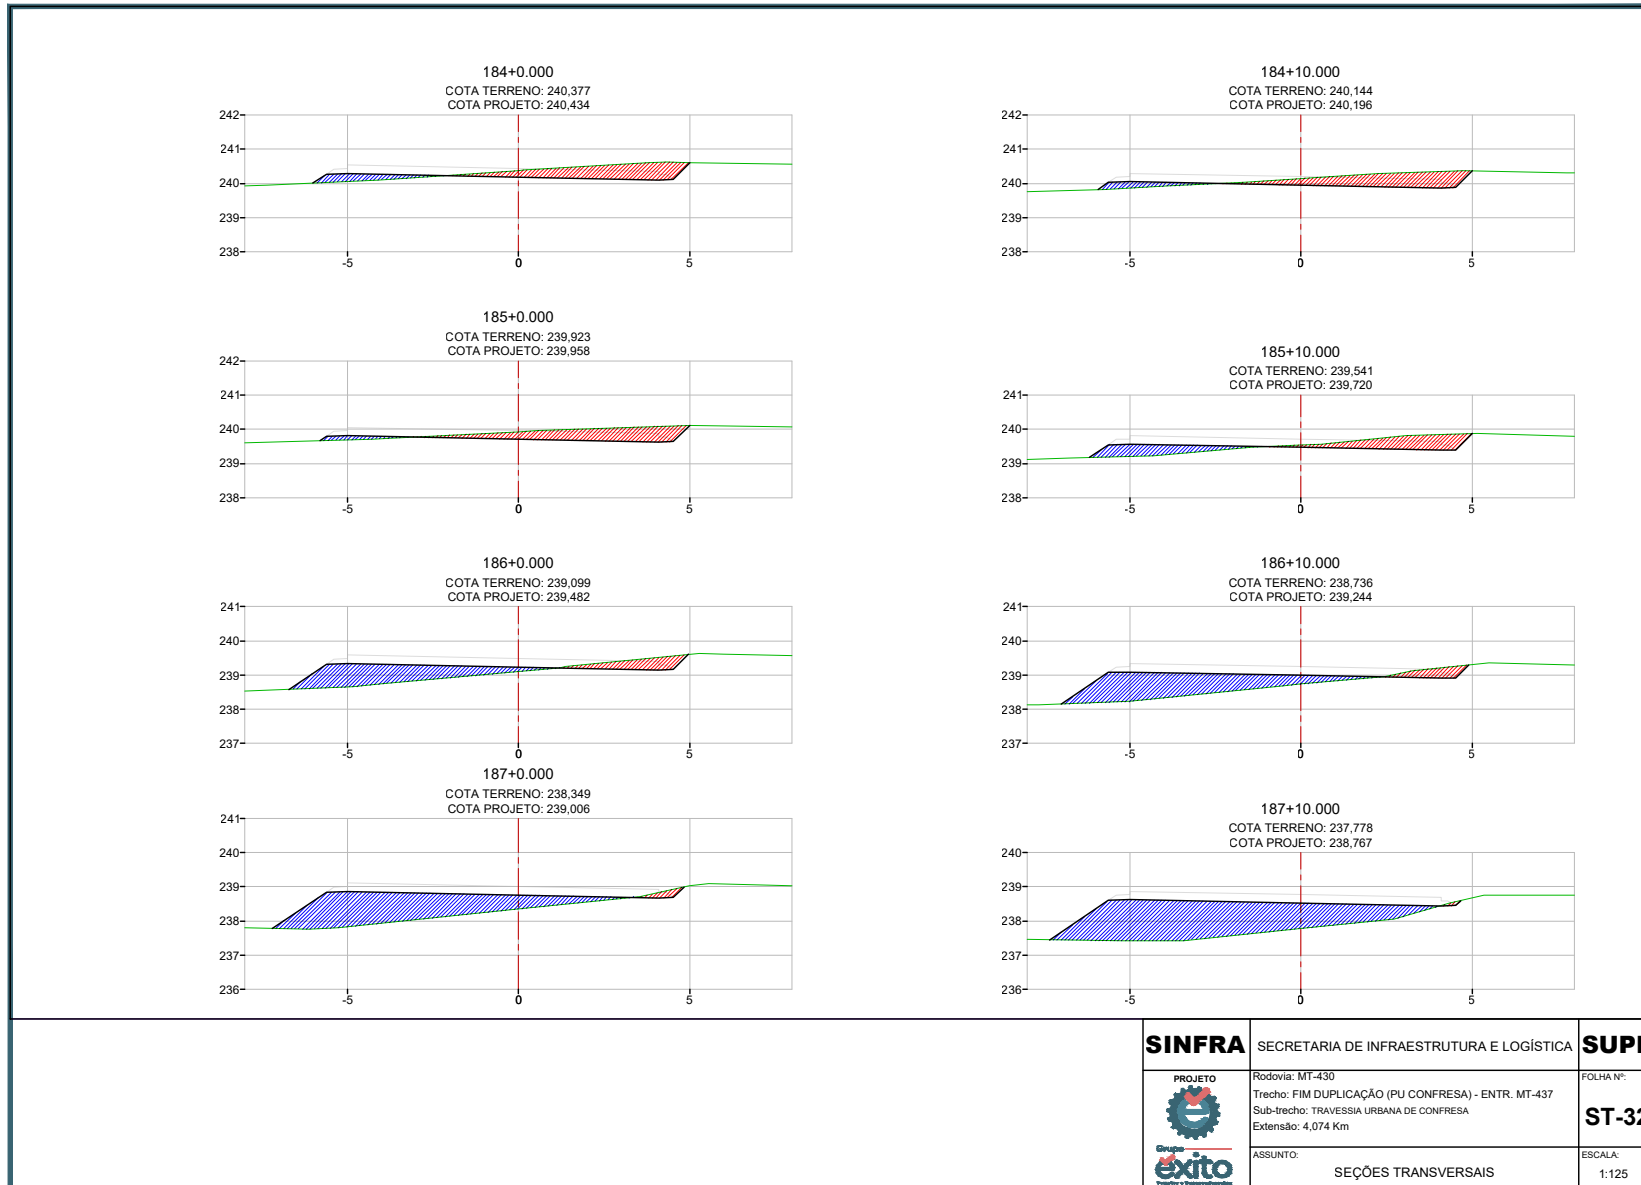 184+0.000
COTA TERRENO: 240,377
COTA PROJETO: 240,434
242
241
240
239
238
-5
0
5
184+10.000
COTA TERRENO: 240,144
COTA PROJETO: 240,196
242
241
240
239
238
-5
0
5
185+0.000
COTA TERRENO: 239,923
COTA PROJETO: 239,958
242
241
240
239
238
-5
0
5
185+10.000
COTA TERRENO: 239,541
COTA PROJETO: 239,720
241
240
239
238
-5
0
5
186+0.000
COTA TERRENO: 239,099
COTA PROJETO: 239,482
241
240
239
238
237
-5
0
5
186+10.000
COTA TERRENO: 238,736
COTA PROJETO: 239,244
241
240
239
238
237
-5
0
5
187+0.000
COTA TERRENO: 238,349
COTA PROJETO: 239,006
241
240
239
238
237
236
-5
0
5
187+10.000
COTA TERRENO: 237,778
COTA PROJETO: 238,767
240
239
238
237
236
-5
0
5
SINFRA
SECRETARIA DE INFRAESTRUTURA E LOGÍSTICA
PROJETO
Grupo
êxito
Rodovia: MT-430
Trecho: FIM DUPLICAÇÃO (PU CONFRESA) - ENTR. MT-437
Sub-trecho: TRAVESSIA URBANA DE CONFRESA
Extensão: 4,074 Km
ASSUNTO:
SEÇÕES TRANSVERSAIS
FOLHA Nº:
ST-32
ESCALA:
1:125